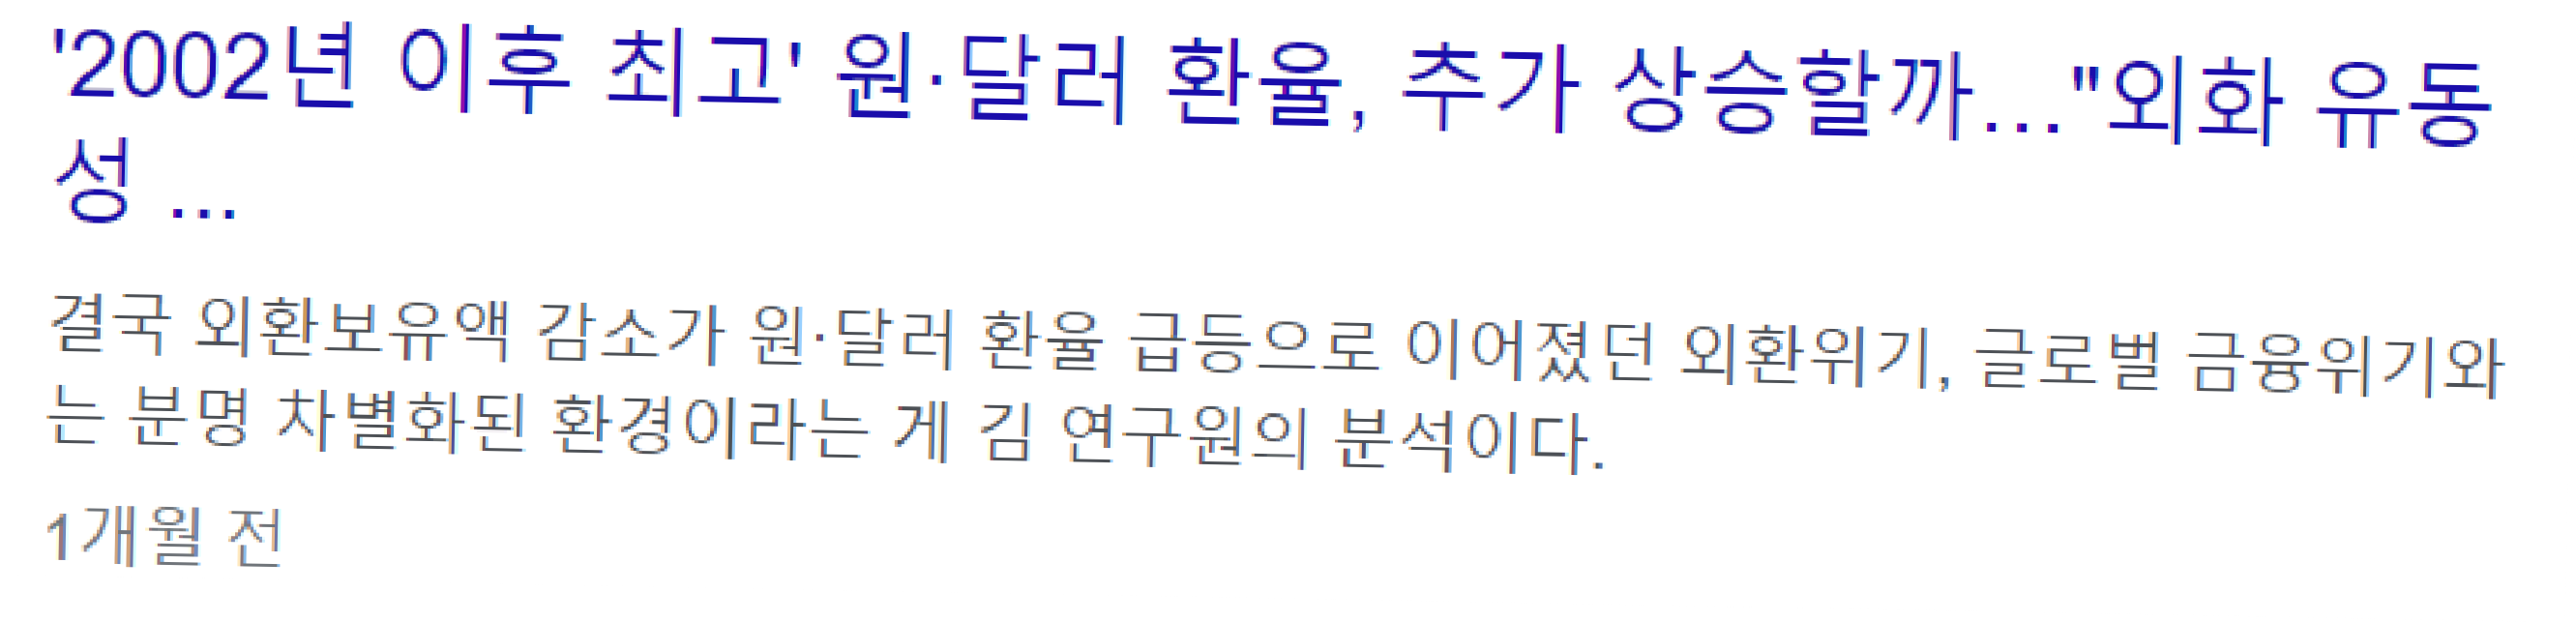 '2002년 이후 최고' 원·달러 환율, 추가 상승할까..."외화 유동
성 ...
결국 외환보유액 감소가 원·달러 환율 급등으로 이어졌던 외환위기, 글로벌 금융위기와
는 분명 차별화된 환경이라는 게 김 연구원의 분석이다.
1개월 전